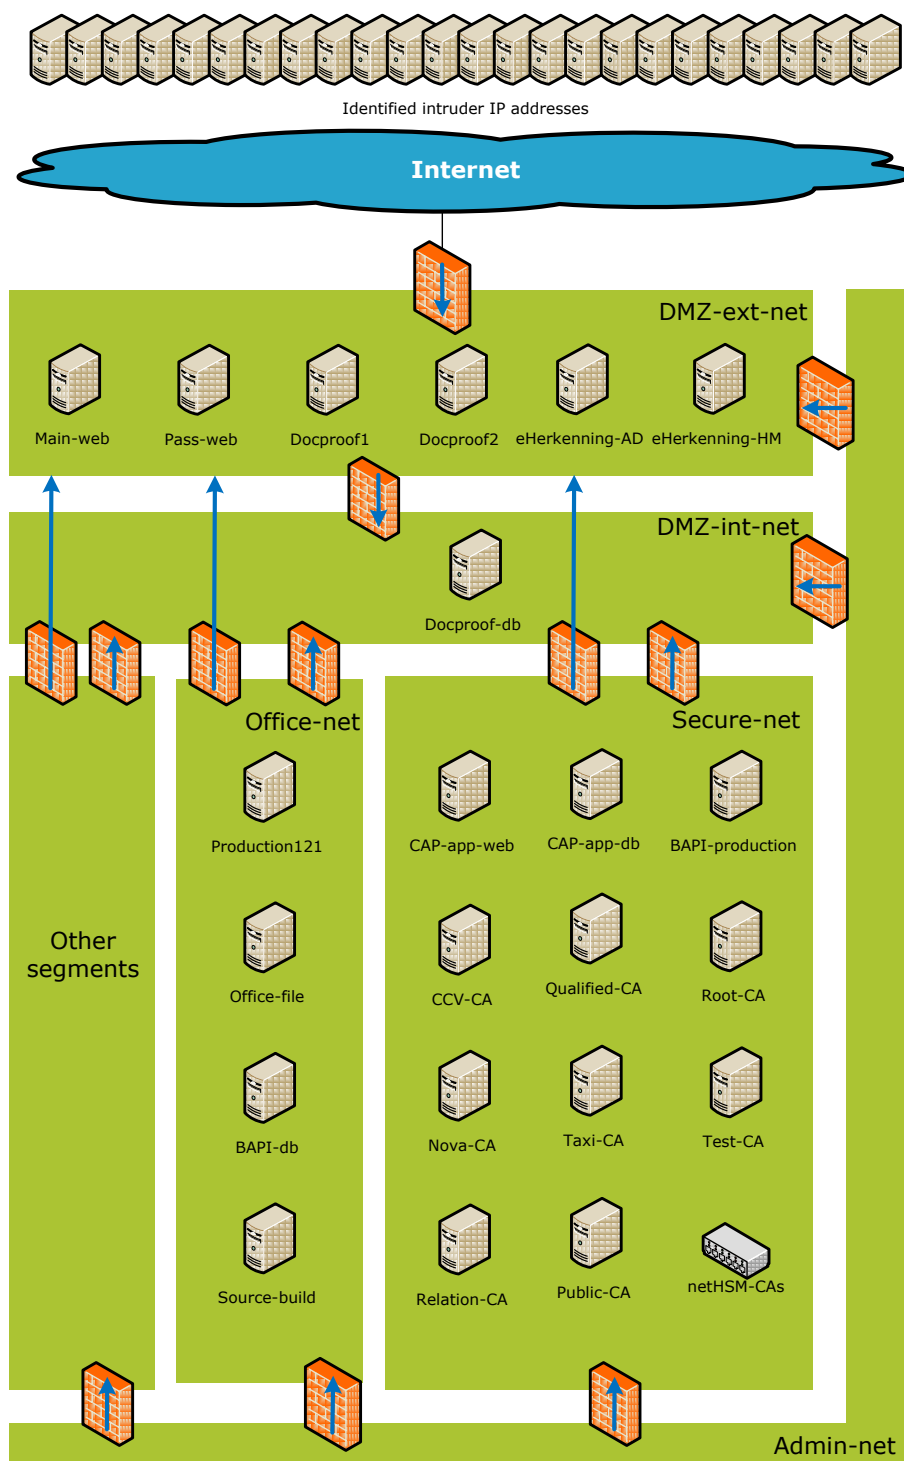 Identified intruder IP addresses
Internet
DMZ-ext-net
Main-web
Pass-web
Docproof1
Docproof2
eHerkenning-AD
eHerkenning-HM
DMZ-int-net
Docproof-db
Office-net
Secure-net
Production121
CAP-app-web
CAP-app-db
BAPI-production
Other
segments
Office-file
CCV-CA
Qualified-CA
Root-CA
BAPI-db
Nova-CA
Taxi-CA
Test-CA
Source-build
Relation-CA
Public-CA
netHSM-CAs
Admin-net